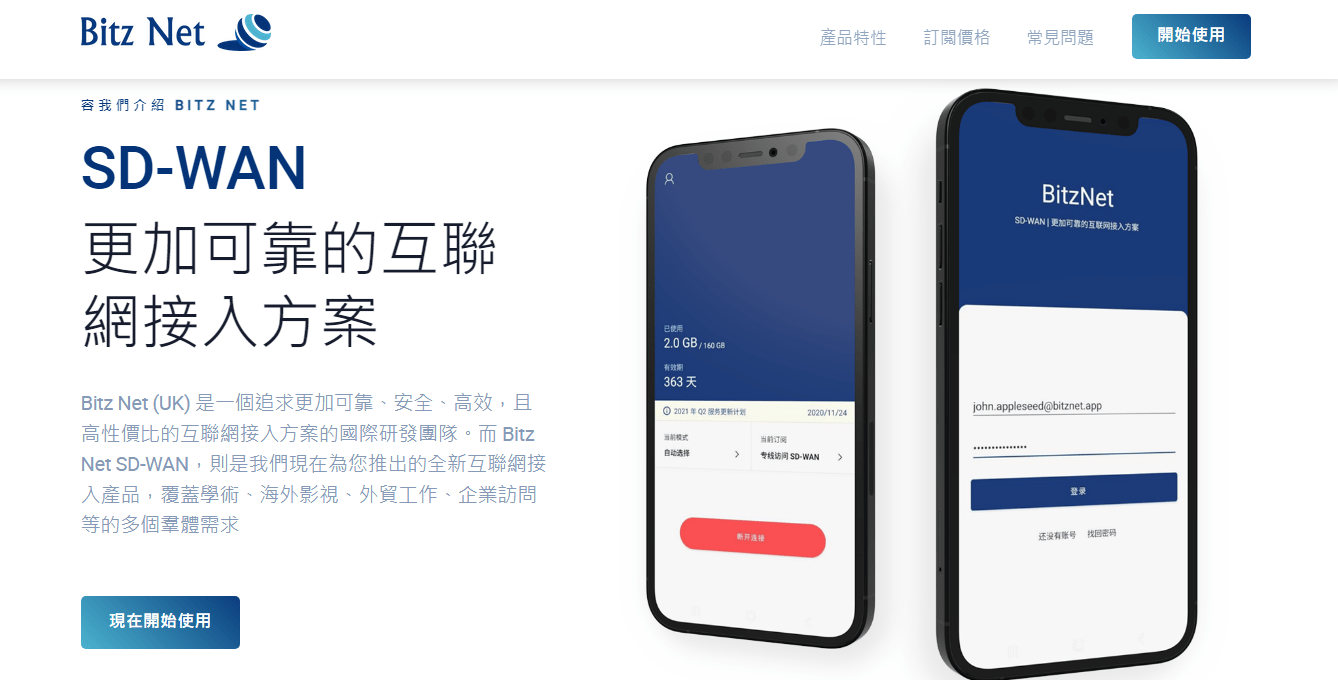 Bitz Net
產品特性
訂閲價格
常見問題
開始使用
容我們介紹 BITZ NET
SD-WAN
更加可靠的互聯
網接入方案
Bitz Net (UK) 是一個追求更加可靠、安全、高效，且
高性價比的互聯網接入方案的國際研發團隊。而 Bitz
Net SD-WAN，則是我們現在為您推出的全新互聯網接
入產品，覆蓋學術、海外影視、外貿工作、企業訪問
等的多個羣體需求
現在開始使用
已使用
2.0 GB / 160 GB
有效期
363 天
2021 年 Q2 服务更新计划
2020/11/24
当前模式
自动选择
当前订阅
专线访问 SD-WAN
断开连接
BitzNet
SD-WAN | 更加可靠的互联网接入方案
john.appleseed@bitznet.app
登录
还没有账号
找回密码